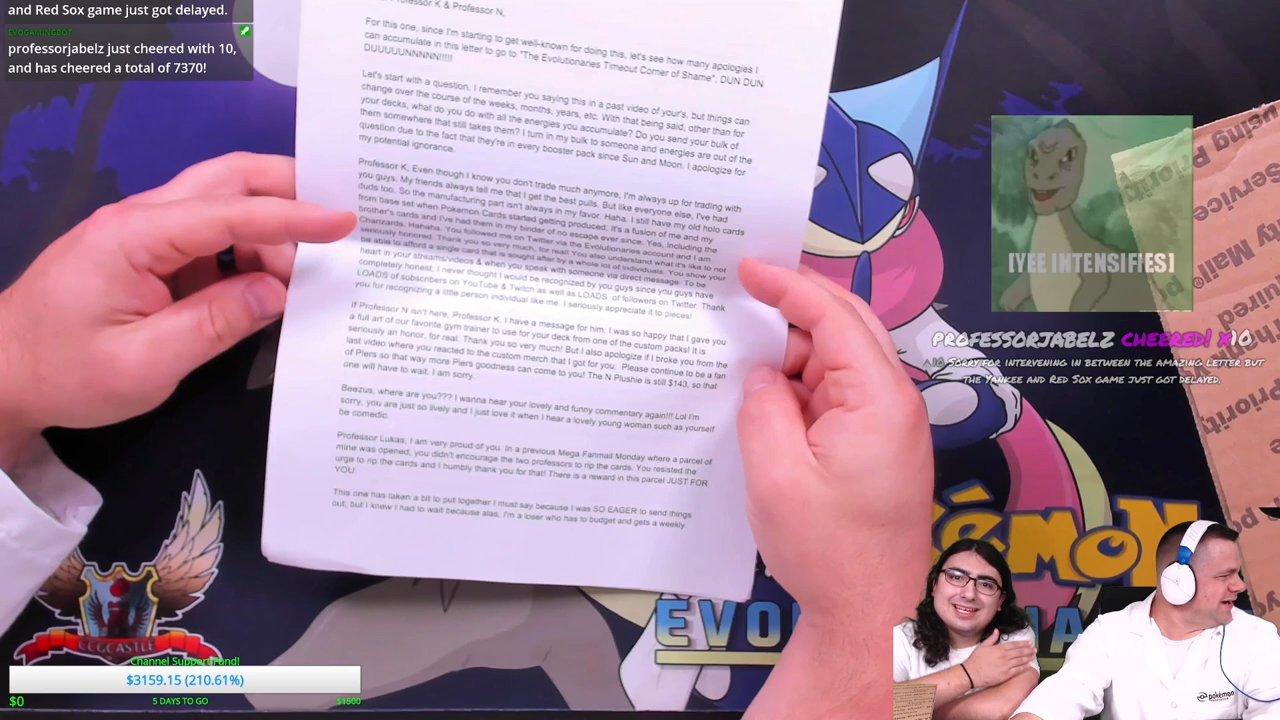 and Red Sox game just got delayed.
EVOGAMINGBOT
professorjabelz just cheered with 10,
and has cheered a total of 7370!
Professor K & Professor N,
For this one, since I'm starting to get well-known for doing this, let's see how many apologies I
can accumulate in this letter to go to "The Evolutionaries Timeout Corner of Shame". DUN DUN
DUUUUUNNNNN!!!!!
Let's start with a question. I remember you saying this in a past video of your's, but things can
change over the course of the weeks, months, years, etc. With that being said, other than for
your decks, what do you do with all the energies you accumulate? Do you send your bulk of
them somewhere that still takes them? I turn in my bulk to someone and energies are out of the
question due to the fact that they're in every booster pack since Sun and Moon. I apologize for
my potential ignorance.
Professor K, Even though I know you don't trade much anymore, I'm always up for trading with
you guys. My friends always tell me that I get the best pulls. But like everyone else, I've had
duds too. So the manufacturing part isn't always in my favor. Haha. I still have my old holo cards
from base set when Pokemon Cards started getting produced. It's a fusion of me and my
brother's cards and I've had them in my binder of no escape ever since. Yes, including the
Charizards. Hahaha. You followed me on Twitter via the Evolutionaries account and I am
seriously honored. Thank you so very much, for real! You also understand what it's like to not
be able to afford a single card that is sought after by a whole lot of individuals. You show your
heart in your streams/videos & when you speak with someone via direct message. To be
completely honest, I never thought I would be recognized by you guys since you guys have
LOADS of subscribers on YouTube & Twitch as well as LOADS of followers on Twitter. Thank
you for recognizing a little person individual like me. I seriously appreciate it to pieces!
If Professor N isn't here, Professor K, I have a message for him. I was so happy that I gave you
a full art of our favorite gym trainer to use for your deck from one of the custom packs! It is
seriously an honor, for real. Thank you so very much! But I also apologize if I broke you from the
last video where you reacted to the custom merch that I got for you. Please continue to be a fan
of Piers so that way more Piers goodness can come to you! The N Plushie is still $143, so that
one will have to wait. I am sorry.
Beezus, where are you??? I wanna hear your lovely and funny commentary again!!! Lol I'm
sorry, you are just so lively and I just love it when I hear a lovely young woman such as yourself
be comedic.
Professor Lukas, I am very proud of you. In a previous Mega Fanmail Monday where a parcel of
mine was opened, you didn't encourage the two professors to rip the cards. You resisted the
urge to rip the cards and I humbly thank you for that! There is a reward in this parcel JUST FOR
YOU.
This one has taken a bit to put together I must say because I was SO EAGER to send things
out, but I knew I had to wait because alas, I'm a loser who has to budget and gets a weekly
[YEE INTENSIFIES]
PROFESSORJABELZ CHEERED! X10
SORRY FOR INTERVENING IN BETWEEN THE AMAZING LETTER BUT
THE YANKEE AND RED SOX GAME JUST GOT DELAYED.
CCGCASTLE
Channel Support Fund!
$3159.15 (210.61%)
$0
5 DAYS TO GO
$1500
POKéMON
EVO
IA
pokémon